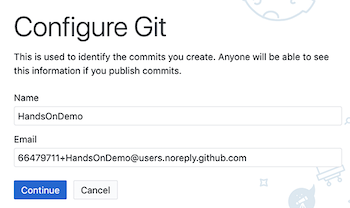 Configure Git
This is used to identify the commits you create. Anyone will be able to see
this information if you publish commits.
Name
HandsOnDemo
Email
66479711+HandsOnDemo@users.noreply.github.com
Continue Cancel